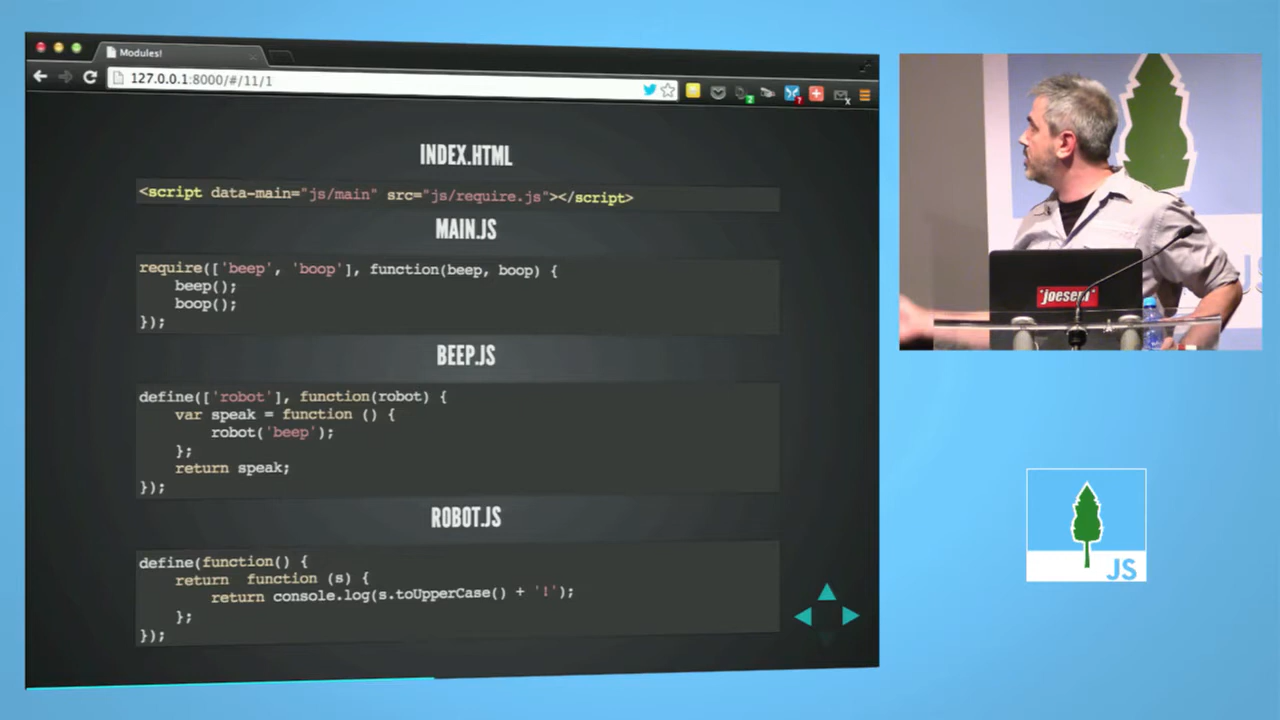 Modules!
127.0.0.1:8000/#/11/1
INDEX.HTML
<script data-main="js/main" src="js/require.js"></script>
MAIN.JS
require(['beep', 'boop'], function(beep, boop) {
beep();
boop();
});
BEEP.JS
define(['robot'], function(robot) {
var speak = function () {
robot('beep');
};
return speak;
});
ROBOT.JS
define(function() {
return  function (s) {
return console.log(s.toUpperCase() + '!');
};
});
JS